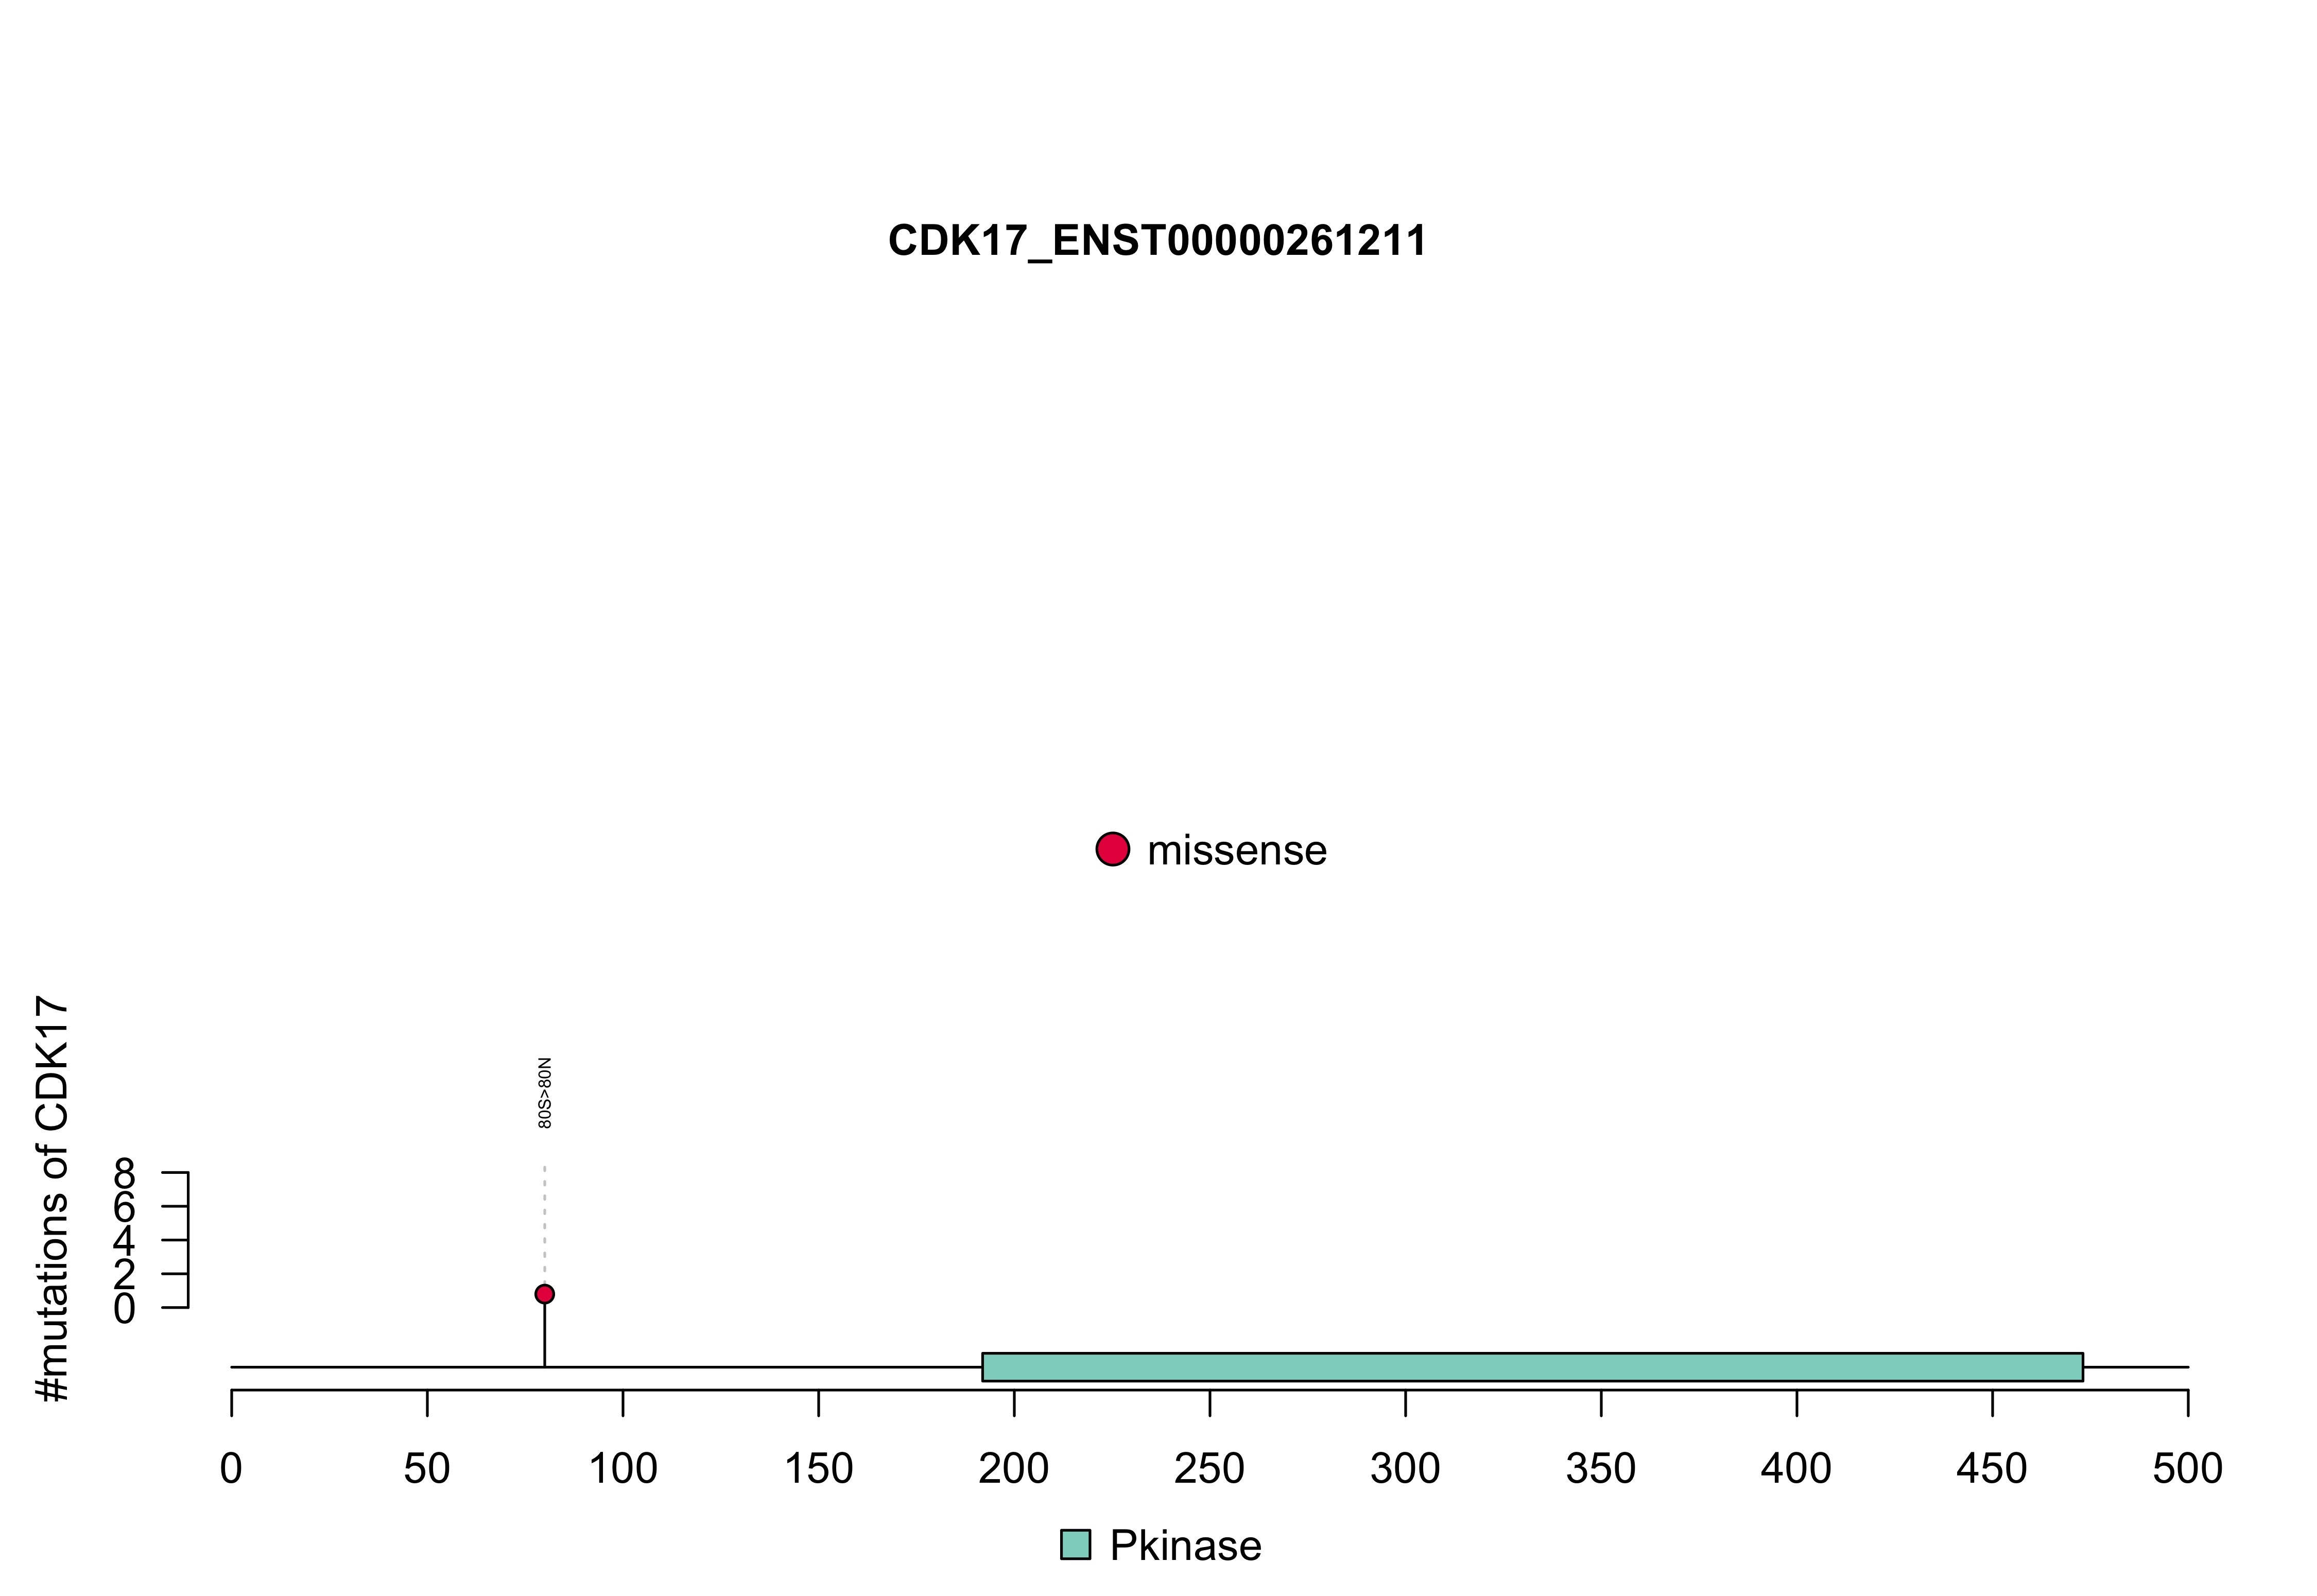 CDK17_ENST00000261211
missense
#mutations of CDK17
80S>80N
8
6
4
2
0
0 50 100 150 200 250 300 350 400 450 500
Pkinase